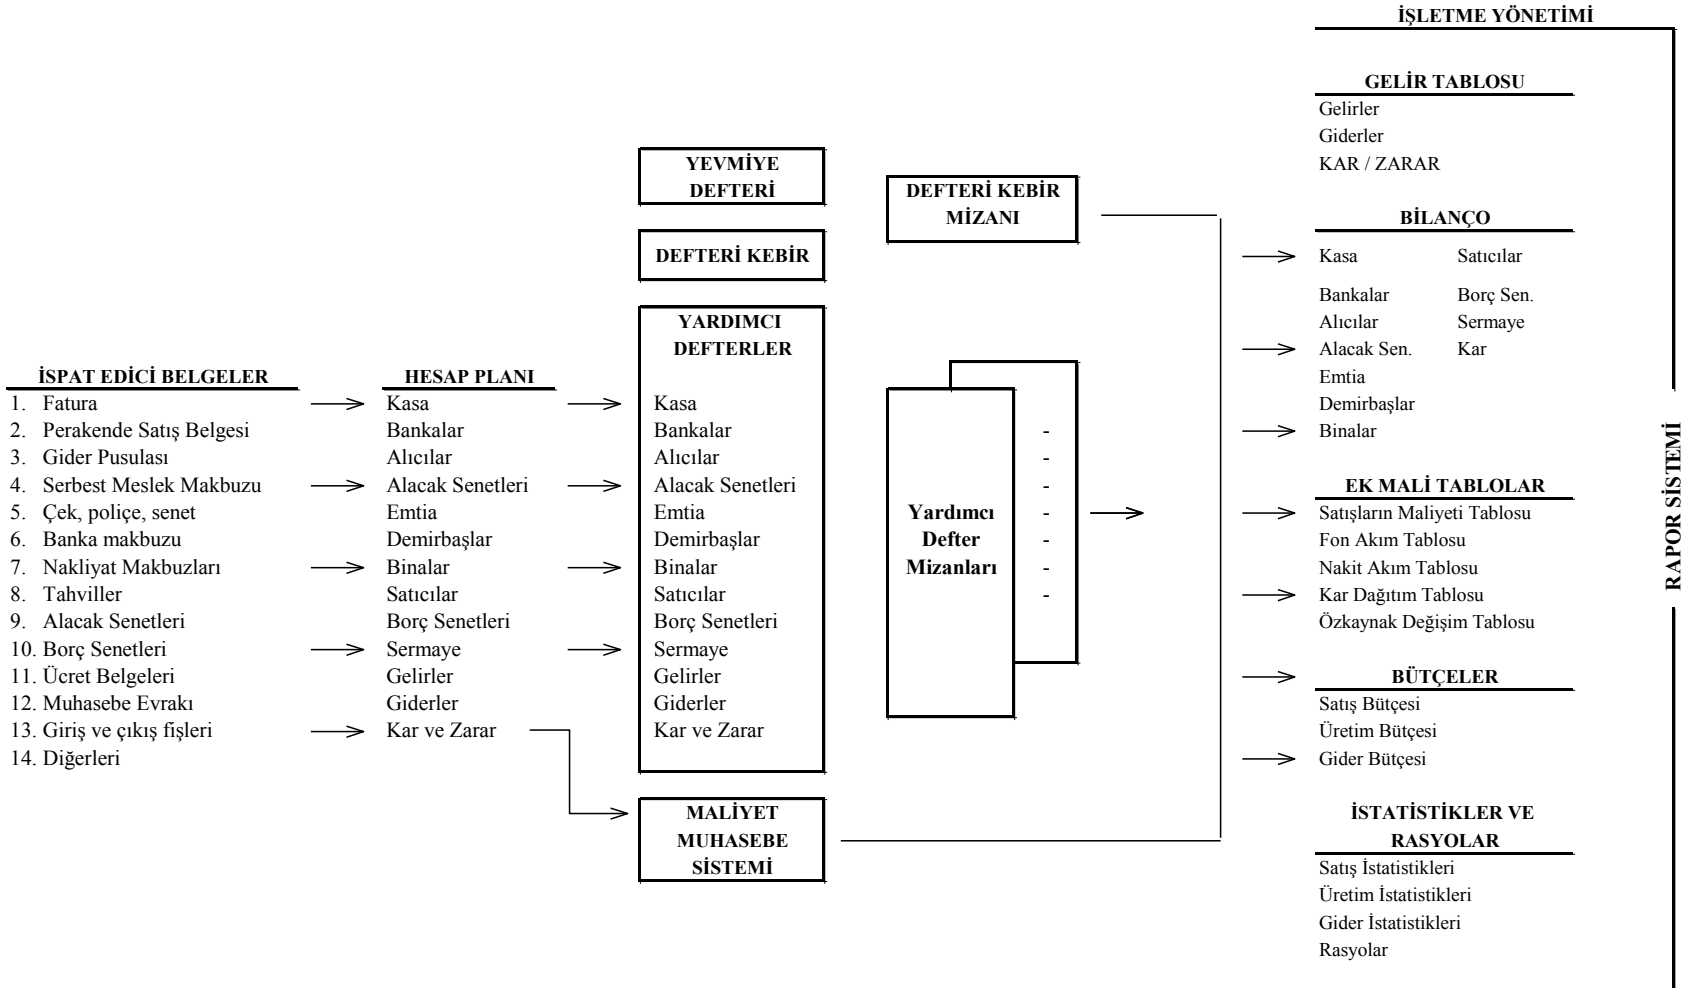 İŞLETME YÖNETİMİ
GELİR TABLOSU
Gelirler
Giderler
KAR / ZARAR
YEVMİYE
DEFTERİ
DEFTERİ KEBİR
YARDIMCI
DEFTERLER
Kasa
Bankalar
Alıcılar
Alacak Senetleri
Emtia
Demirbaşlar
Binalar
Satıcılar
Borç Senetleri
Sermaye
Gelirler
Giderler
Kar ve Zarar
MALİYET
MUHASEBE
SİSTEMİ
DEFTERİ KEBİR
MİZANI
İSPAT EDİCİ BELGELER
1. Fatura
2. Perakende Satış Belgesi
3. Gider Pusulası
4. Serbest Meslek Makbuzu
5. Çek, poliçe, senet
6. Banka makbuzu
7. Nakliyat Makbuzları
8. Tahviller
9. Alacak Senetleri
10. Borç Senetleri
11. Ücret Belgeleri
12. Muhasebe Evrakı
13. Giriş ve çıkış fişleri
14. Diğerleri
HESAP PLANI
Kasa
Bankalar
Alıcılar
Alacak Senetleri
Emtia
Demirbaşlar
Binalar
Satıcılar
Borç Senetleri
Sermaye
Gelirler
Giderler
Kar ve Zarar
Yardımcı
Defter
Mizanları
-
-
-
-
-
-
-
BİLANÇO
Kasa Satıcılar
Bankalar Borç Sen.
Alıcılar Sermaye
Alacak Sen. Kar
Emtia
Demirbaşlar
Binalar
EK MALİ TABLOLAR
Satışların Maliyeti Tablosu
Fon Akım Tablosu
Nakit Akım Tablosu
Kar Dağıtım Tablosu
Özkaynak Değişim Tablosu
BÜTÇELER
Satış Bütçesi
Üretim Bütçesi
Gider Bütçesi
İSTATİSTİKLER VE
RASYOLAR
Satış İstatistikleri
Üretim İstatistikleri
Gider İstatistikleri
Rasyolar
RAPOR SİSTEMİ